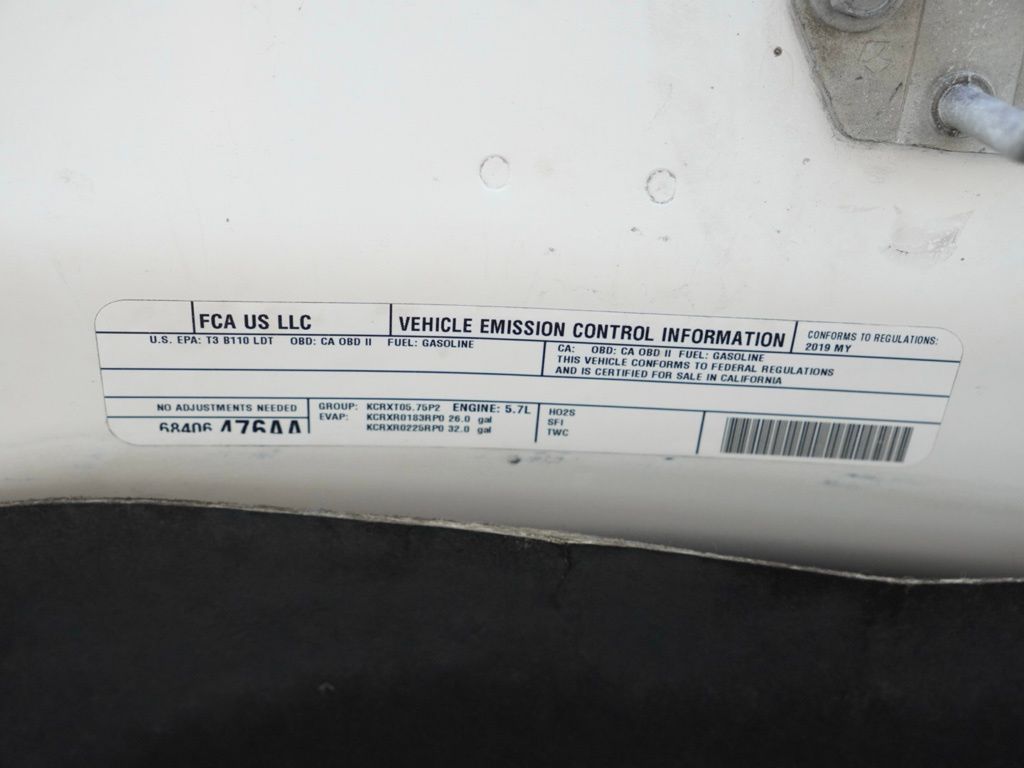 FCA US LLC
VEHICLE EMISSION CONTROL INFORMATION
CONFORMS TO REGULATIONS:
2019 MY
U.S. EPA: T3 B110 LDT OBD: CA OBD II FUEL: GASOLINE
CA: OBD: CA OBD II FUEL: GASOLINE
THIS VEHICLE CONFORMS TO FEDERAL REGULATIONS
AND IS CERTIFIED FOR SALE IN CALIFORNIA
NO ADJUSTMENTS NEEDED
68406 476AA
GROUP: KCRXT05.75P2 ENGINE: 5.7L
EVAP: KCRXR0183RP0 26.0 gal
KCRXR0225RP0 32.0 gal
HO2S
SFI
TWC